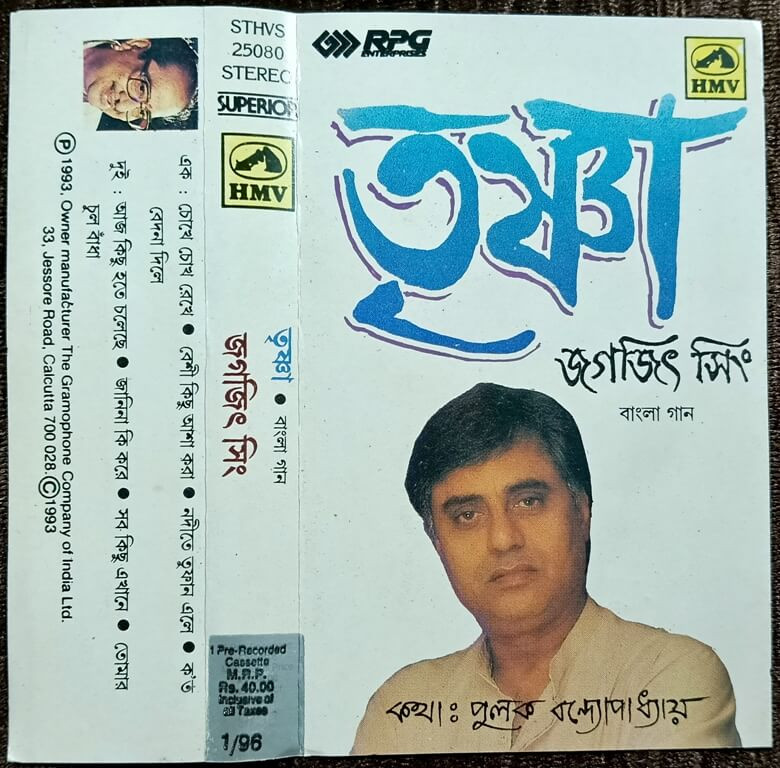 STHVS
25080
STEREO
SUPERIOR
HMV
তৃষ্ণা ● বাংলা গান
জগজিৎ সিং
1 Pre-Recorded
Cassette
M.R.P.
Rs. 40.00
Inclusive of
all Taxes
1/96
RPG
ENTERPRISES
HMV
তৃষ্ণা
জগজিৎ সিং
বাংলা গান
কথা: পুলক বন্দ্যোপাধ্যায়
এক : চোখে চোখ রেখে ● বেশী কিছু আশা করা ● নদীতে তুফান এলে ● ক'ত
বেদনা দিলে
দুই : আজ কিছু হতে চলেছে ● জানিনা কি করে ● সব কিছু এখানে ● তোমার
চুল বাঁধা
Ⓟ 1993, Owner manufacturer The Gramophone Company of India Ltd.
33, Jessore Road, Calcutta 700 028. ©1993